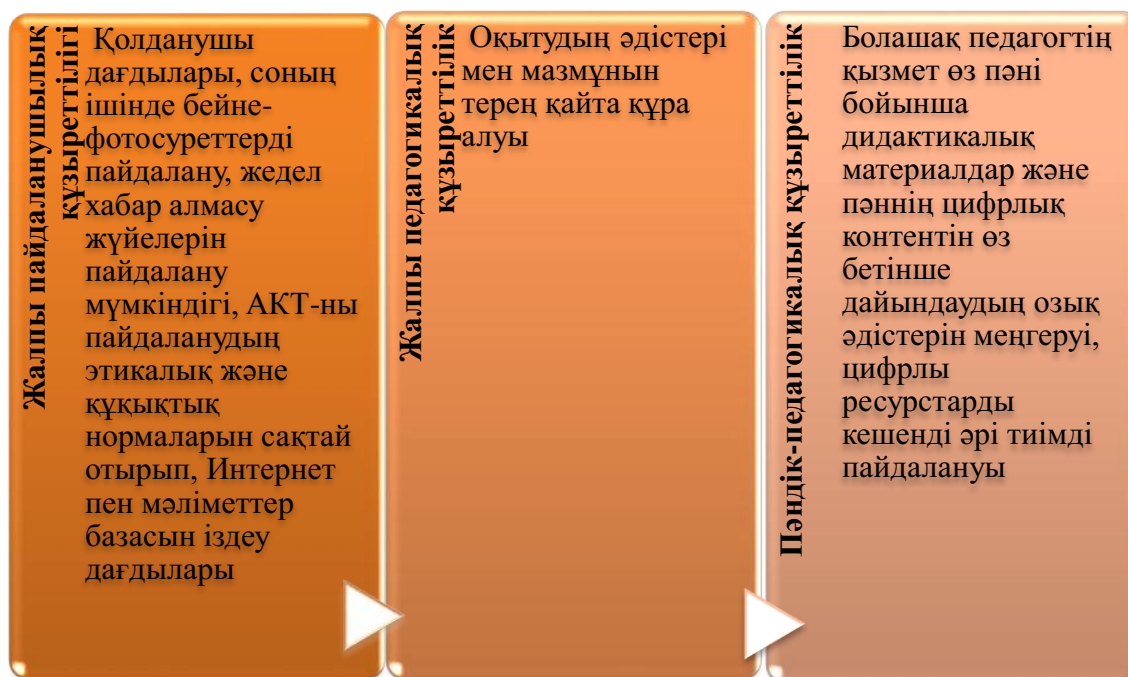 Жалпы пайдаланушылық
құзыреттілігі
Қолданушы
дағдылары, соның
ішінде бейне-
фотосуреттерді
пайдалану, жедел
хабар алмасу
жүйелерін
пайдалану
мүмкіндігі, АКТ-ны
пайдаланудың
этикалық және
құқықтық
нормаларын сақтай
отырып, Интернет
пен мәліметтер
базасын іздеу
дағдылары
Жалпы педагогикалық
құзыреттілік
Оқытудың әдістері
мен мазмұнын
терең қайта құра
алуы
Пәндік-педагогикалық құзыреттілік
Болашақ педагогтің
қызмет өз пәні
бойынша
дидактикалық
материалдар және
пәннің цифрлық
контентін өз
бетінше
дайындаудың озық
әдістерін меңгеруі,
цифрлы
ресурстарды
кешенді әрі тиімді
пайдалануы